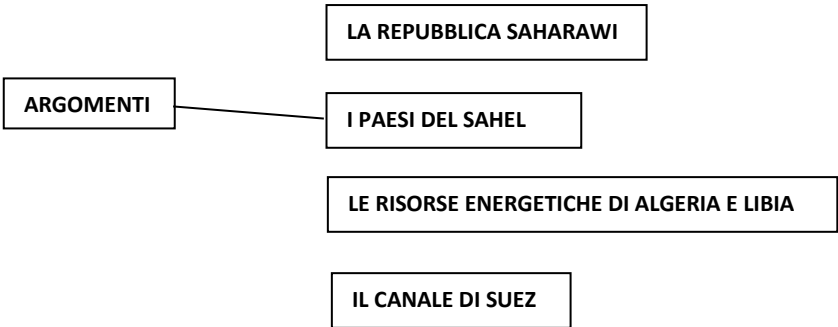 LA REPUBBLICA SAHARAWI
ARGOMENTI
I PAESI DEL SAHEL
LE RISORSE ENERGETICHE DI ALGERIA E LIBIA
IL CANALE DI SUEZ